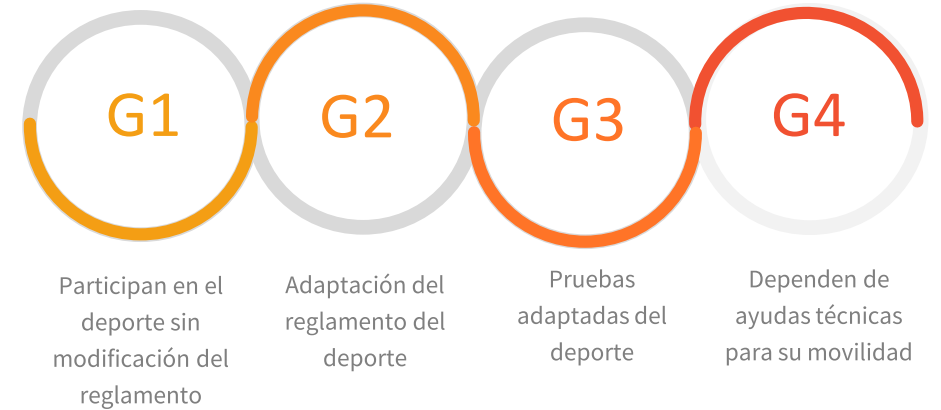 G1
G2
G3
G4
Participan en el
deporte sin
modificación del
reglamento
Adaptación del
reglamento del
deporte
Pruebas
adaptadas del
deporte
Dependen de
ayudas técnicas
para su movilidad